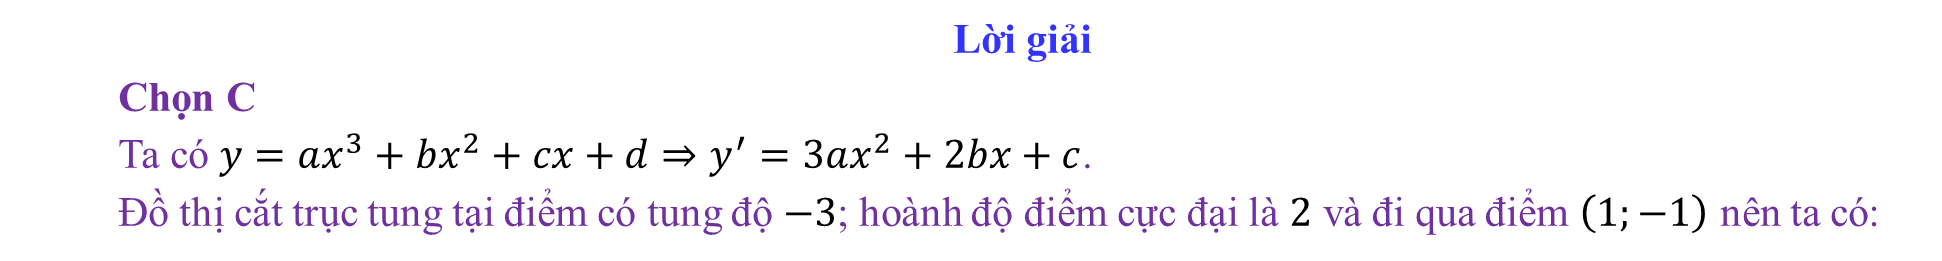 Lời giải
Chọn C
Ta có y = ax³ + bx² + cx + d ⇒ y′ = 3ax² + 2bx + c.
Đồ thị cắt trục tung tại điểm có tung độ −3; hoành độ điểm cực đại là 2 và đi qua điểm (1; −1) nên ta có: